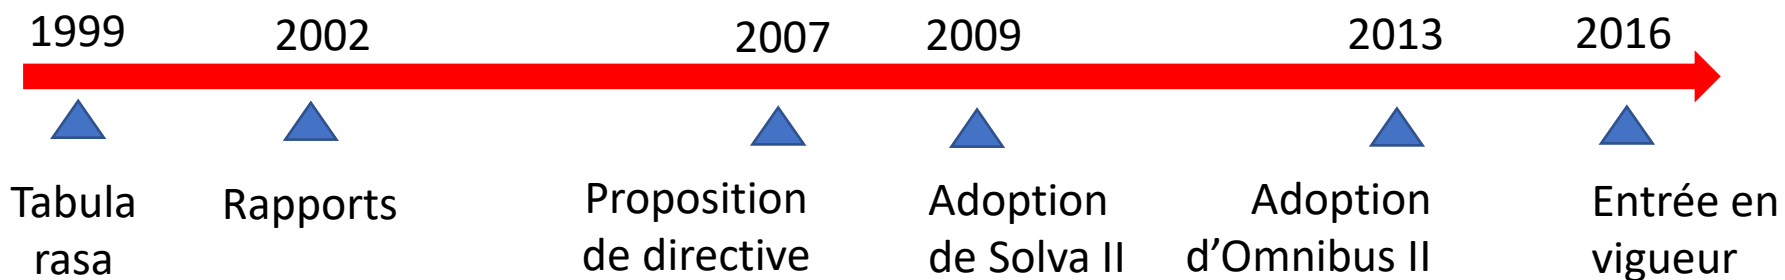 1999
2002
2007
2009
2013
2016
Tabula
rasa
Rapports
Proposition
de directive
Adoption
de Solva II
Adoption
d’Omnibus II
Entrée en
vigueur